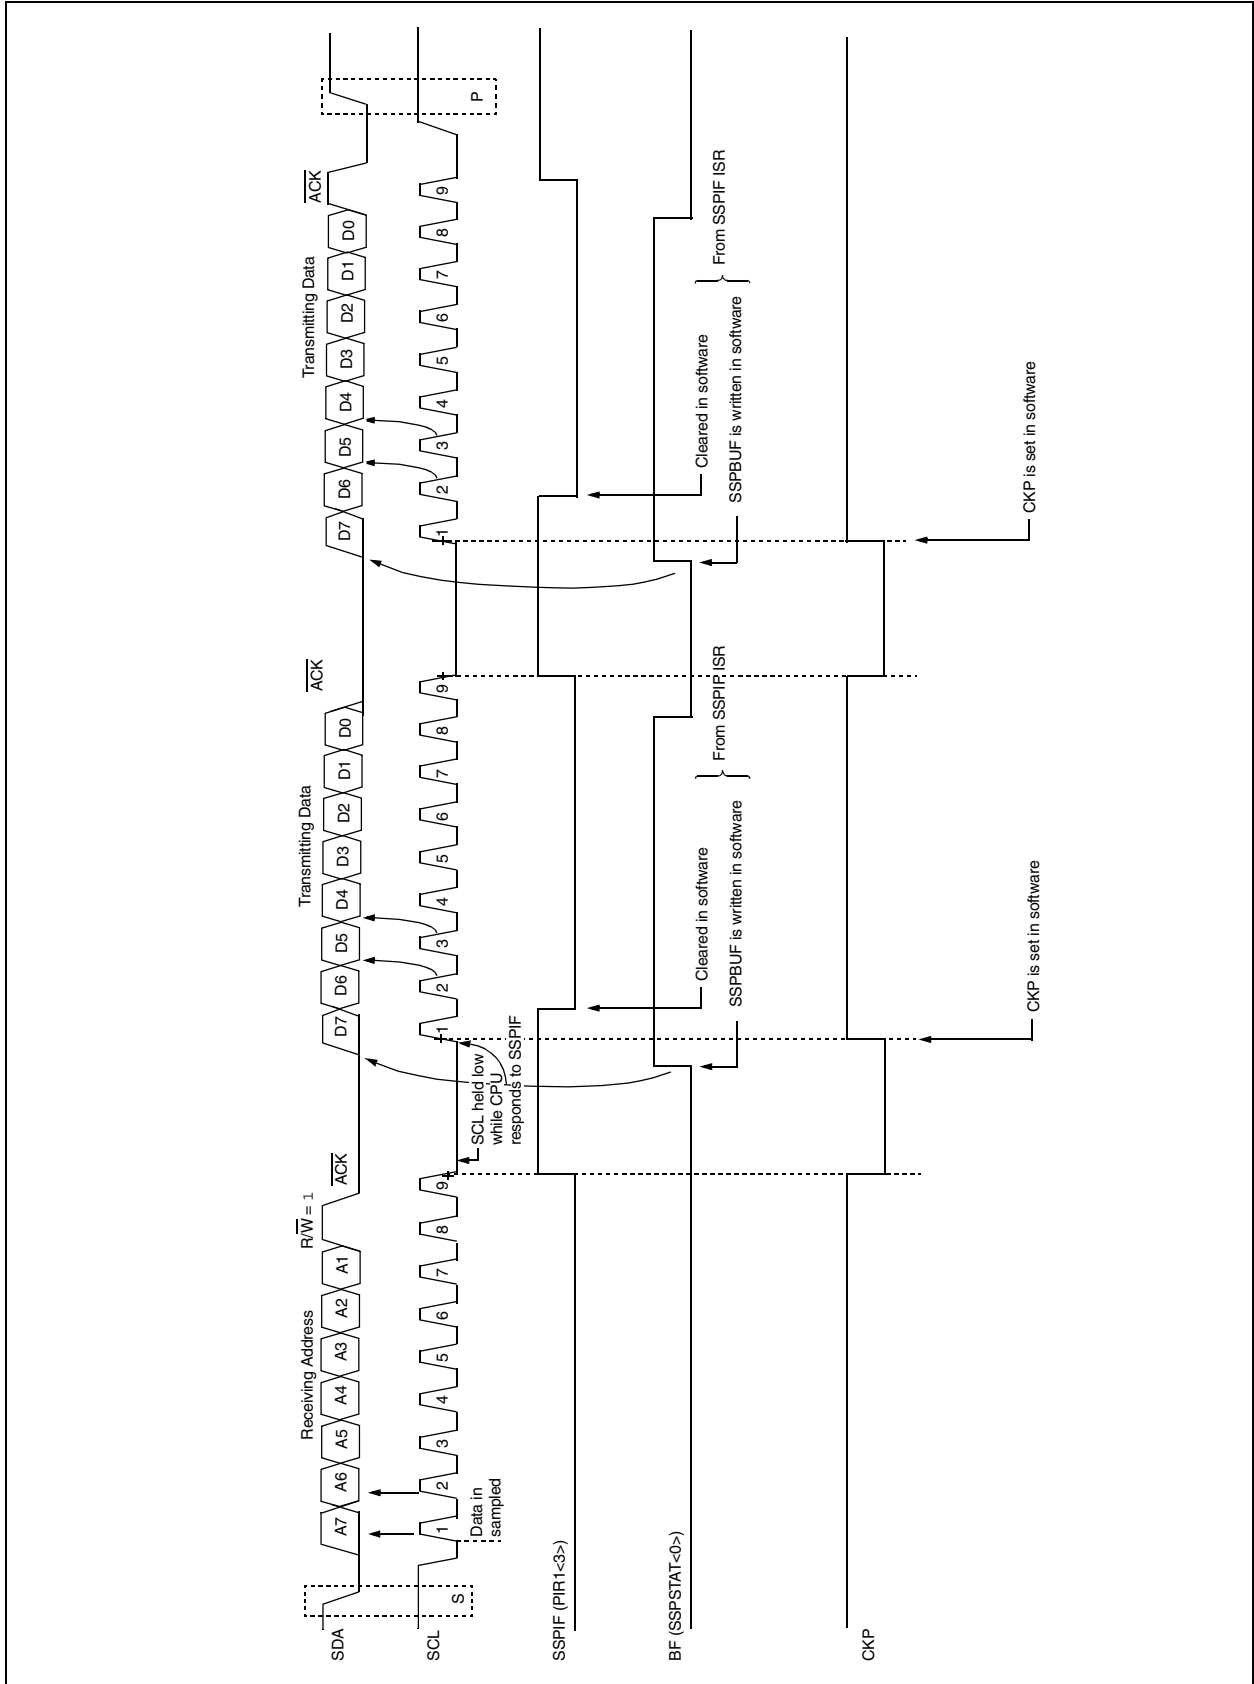 Receiving Address
R/W = 1
ACK
Transmitting Data
ACK
Transmitting Data
ACK
SDA
A7 A6 A5 A4 A3 A2 A1
D7 D6 D5 D4 D3 D2 D1 D0
D7 D6 D5 D4 D3 D2 D1 D0
SCL
S
1 2 3 4 5 6 7 8 9
1 2 3 4 5 6 7 8 9
1 2 3 4 5 6 7 8 9
P
Data in
sampled
SCL held low
while CPU
responds to SSPIF
SSPIF (PIR1<3>)
BF (SSPSTAT<0>)
Cleared in software
SSPBUF is written in software
From SSPIF ISR
Cleared in software
SSPBUF is written in software
From SSPIF ISR
CKP
CKP is set in software
CKP is set in software